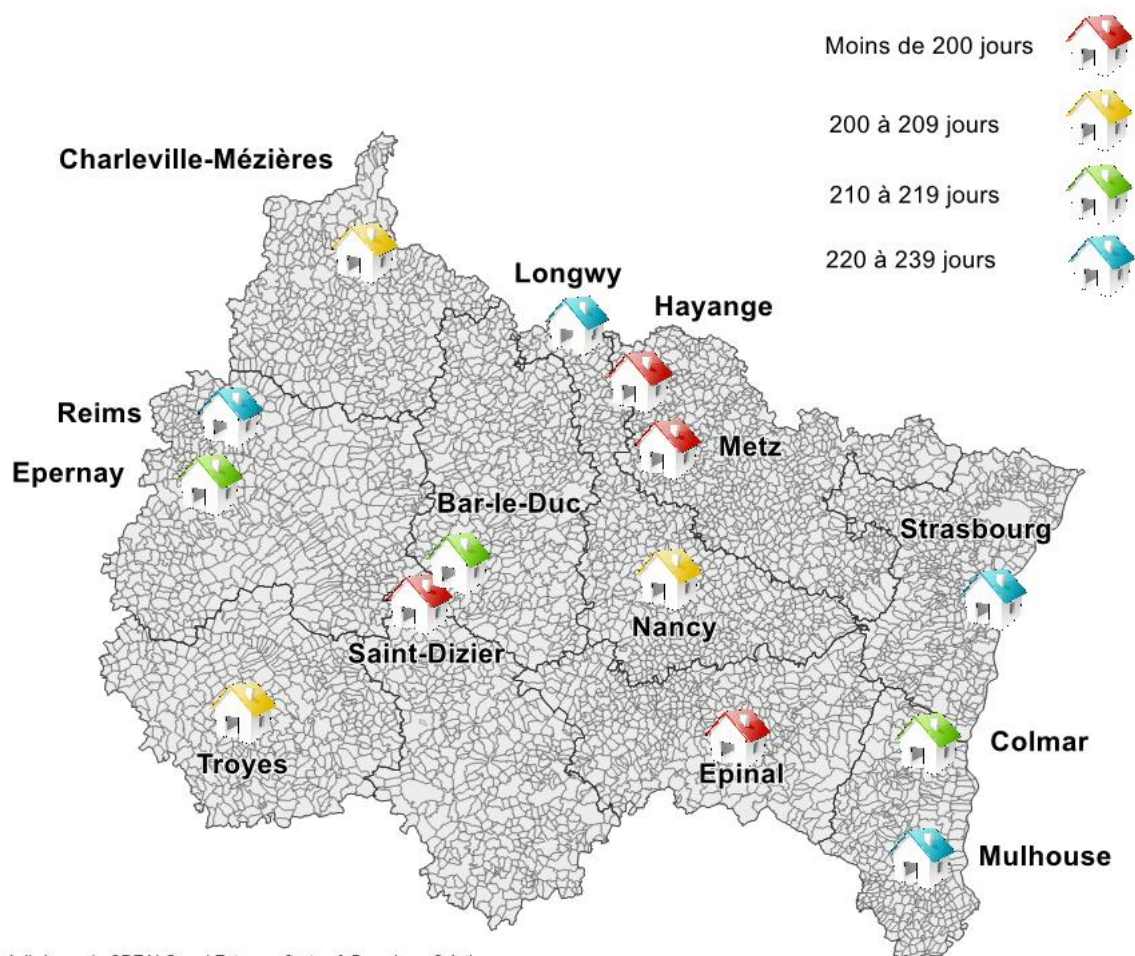 Moins de 200 jours
200 à 209 jours
210 à 219 jours
220 à 239 jours
Charleville-Mézières
Longwy
Hayange
Reims
Metz
Epernay
Bar-le-Duc
Strasbourg
Nancy
Saint-Dizier
Troyes
Epinal
Colmar
Mulhouse